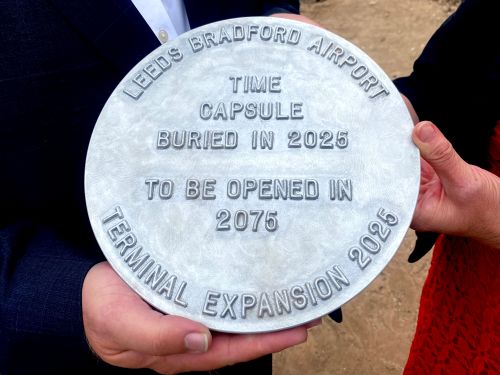 LEEDS BRADFORD AIRPORT
TIME
CAPSULE
BURIED IN 2025
TO BE OPENED IN
2075
TERMINAL EXPANSION 2025